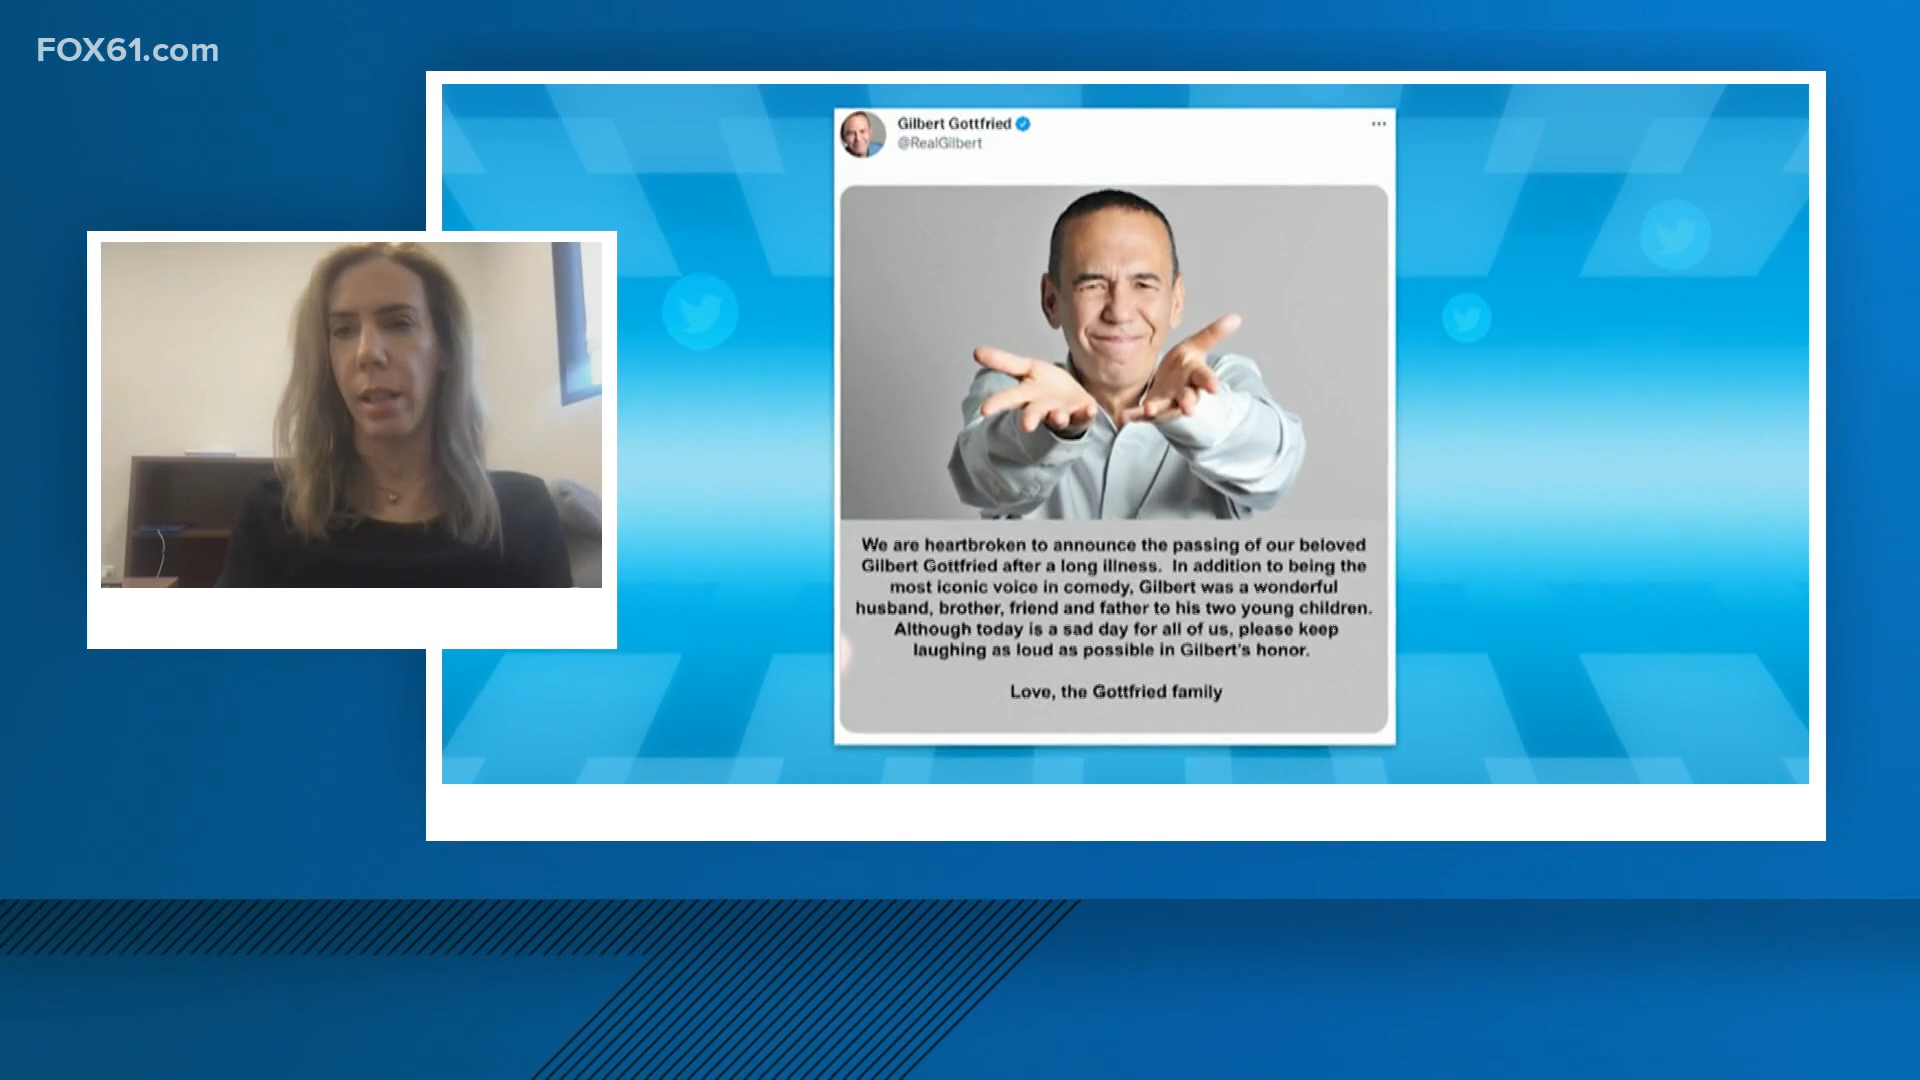 FOX61.com
Gilbert Gottfried
@RealGilbert
We are heartbroken to announce the passing of our beloved
Gilbert Gottfried after a long illness. In addition to being the
most iconic voice in comedy, Gilbert was a wonderful
husband, brother, friend and father to his two young children.
Although today is a sad day for all of us, please keep
laughing as loud as possible in Gilbert's honor.
Love, the Gottfried family